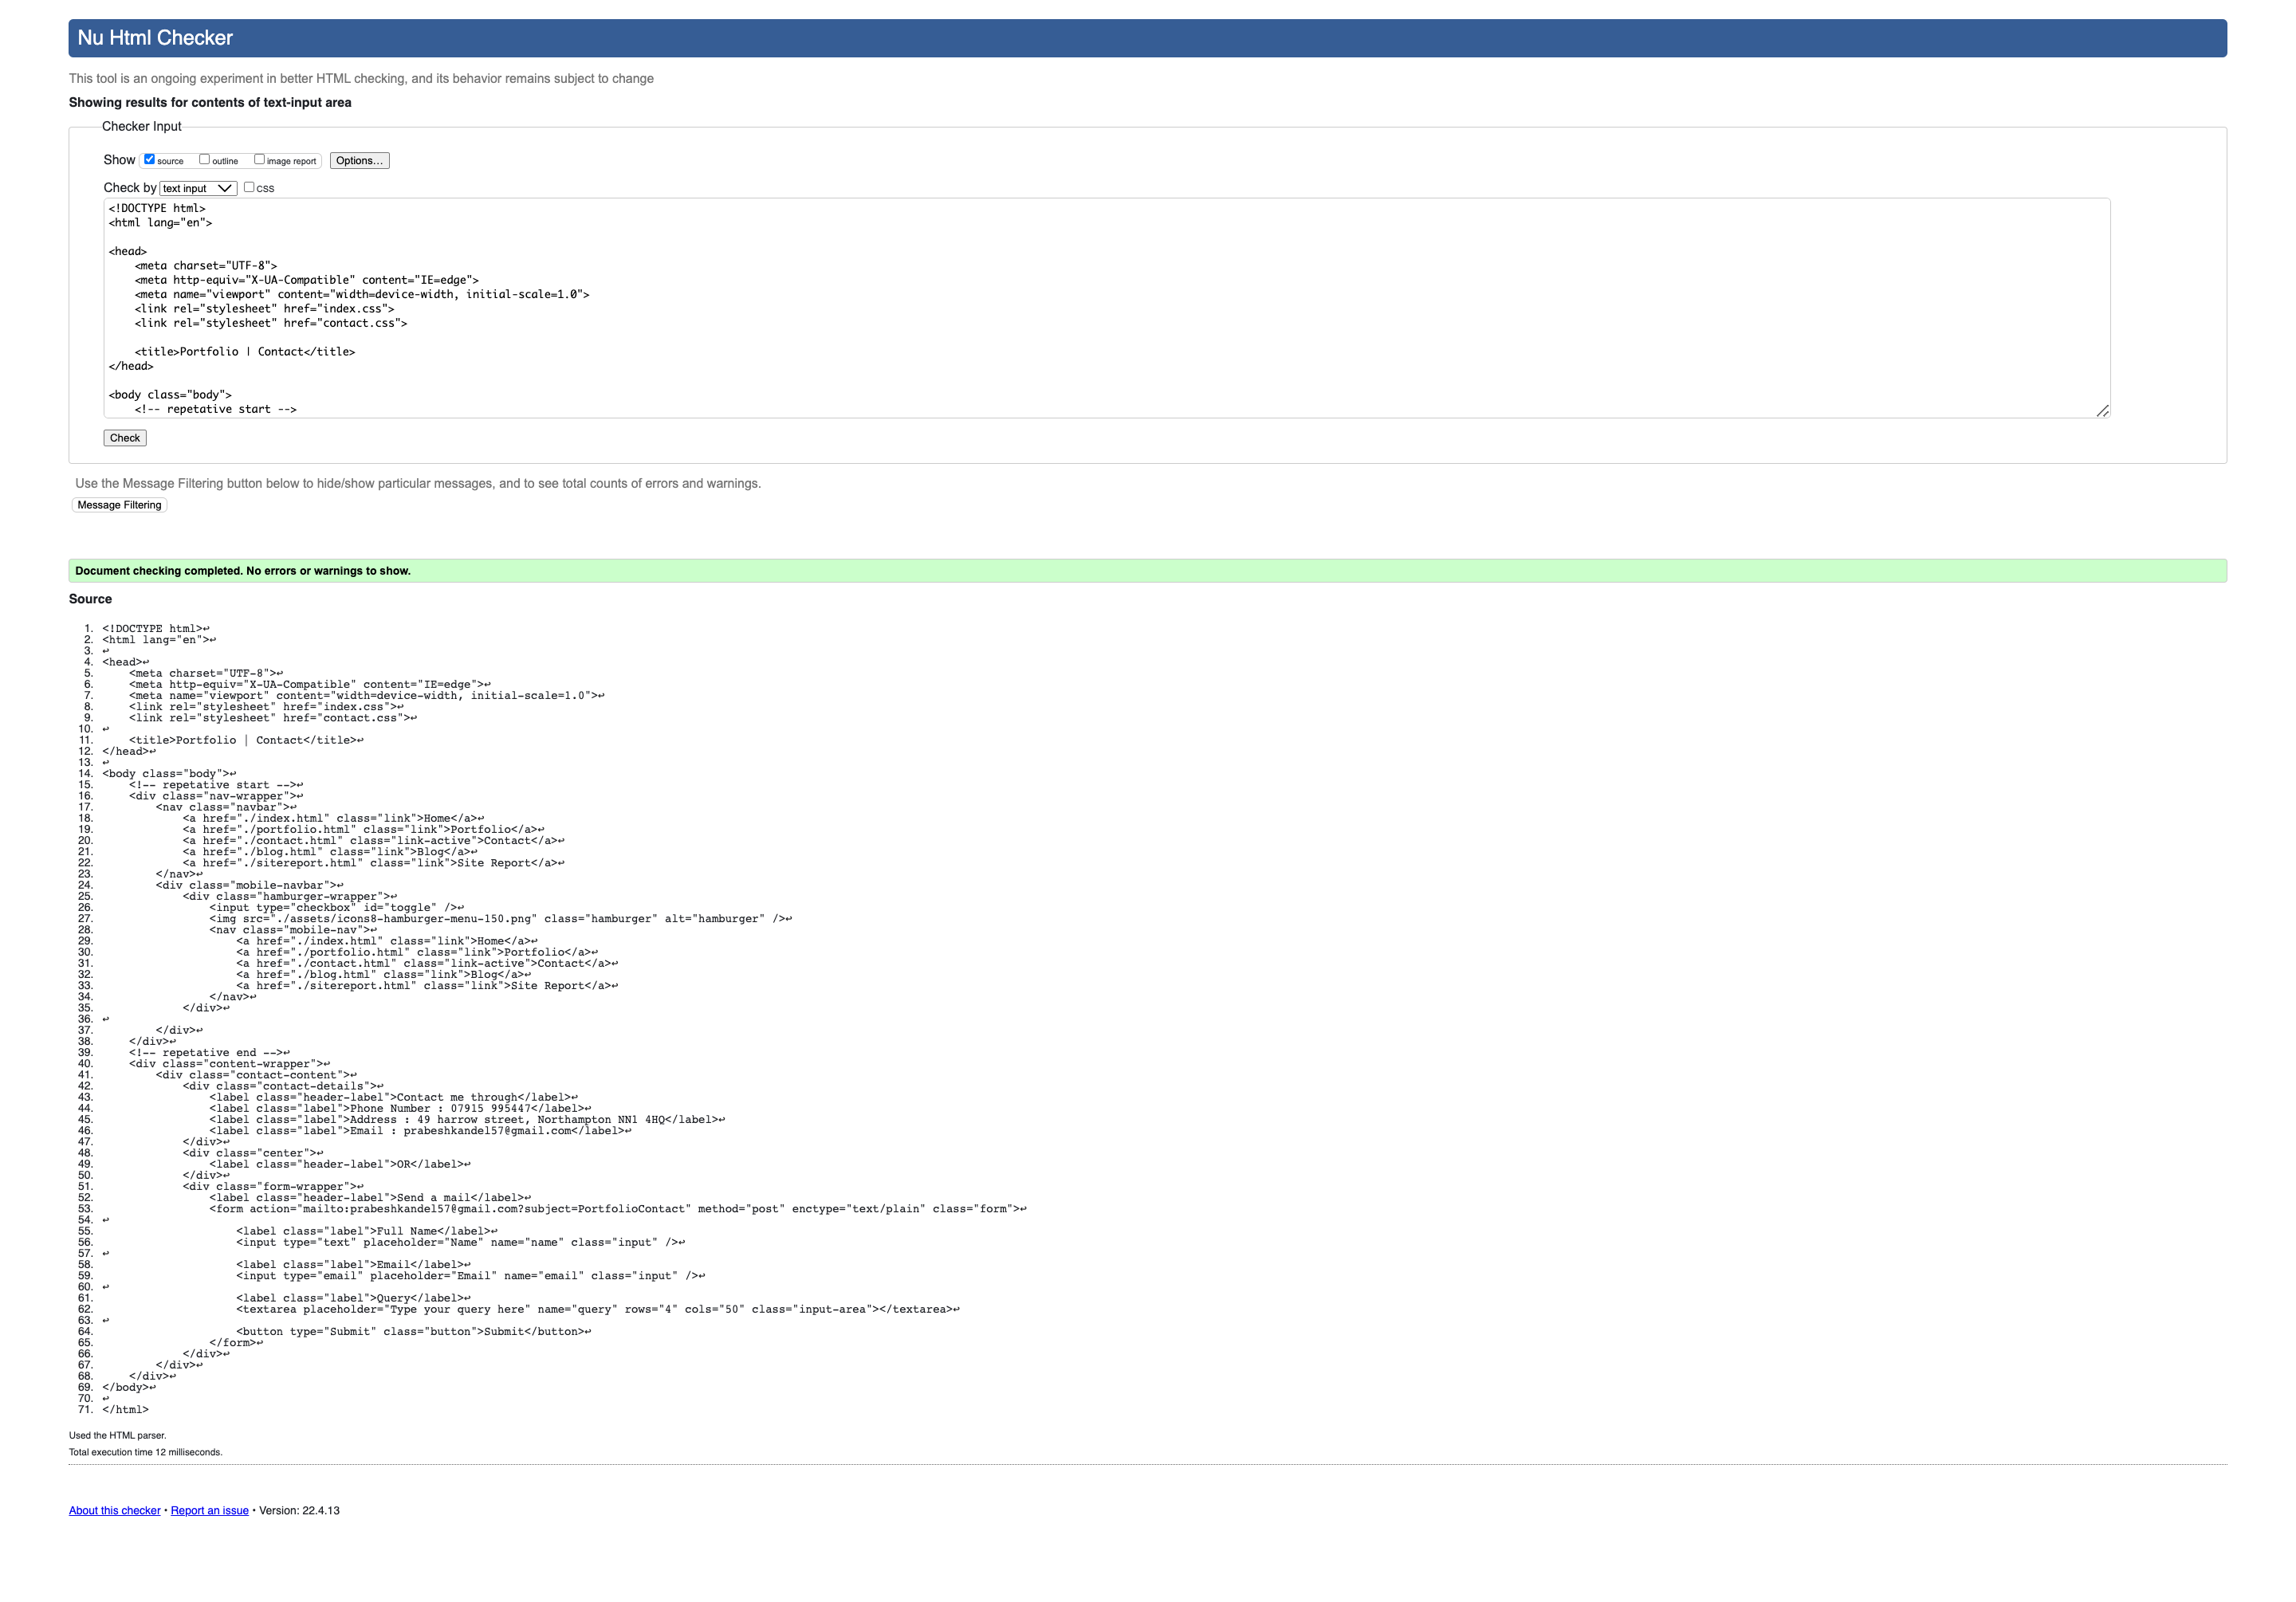 Nu Html Checker
This tool is an ongoing experiment in better HTML checking, and its behavior remains subject to change
Showing results for contents of text-input area
Checker Input
Show source outline image report Options...
Check by text input css
<!DOCTYPE html>
<html lang="en">

<head>
    <meta charset="UTF-8">
    <meta http-equiv="X-UA-Compatible" content="IE=edge">
    <meta name="viewport" content="width=device-width, initial-scale=1.0">
    <link rel="stylesheet" href="index.css">
    <link rel="stylesheet" href="contact.css">

    <title>Portfolio | Contact</title>
</head>

<body class="body">
    <!-- repetative start -->
Check
Use the Message Filtering button below to hide/show particular messages, and to see total counts of errors and warnings.
Message Filtering
Document checking completed. No errors or warnings to show.
Source
1. <!DOCTYPE html>↩
2. <html lang="en">↩
3. ↩
4. <head>↩
5.     <meta charset="UTF-8">↩
6.     <meta http-equiv="X-UA-Compatible" content="IE=edge">↩
7.     <meta name="viewport" content="width=device-width, initial-scale=1.0">↩
8.     <link rel="stylesheet" href="index.css">↩
9.     <link rel="stylesheet" href="contact.css">↩
10. ↩
11.     <title>Portfolio | Contact</title>↩
12. </head>↩
13. ↩
14. <body class="body">↩
15.     <!-- repetative start -->↩
16.     <div class="nav-wrapper">↩
17.         <nav class="navbar">↩
18.             <a href="./index.html" class="link">Home</a>↩
19.             <a href="./portfolio.html" class="link">Portfolio</a>↩
20.             <a href="./contact.html" class="link-active">Contact</a>↩
21.             <a href="./blog.html" class="link">Blog</a>↩
22.             <a href="./sitereport.html" class="link">Site Report</a>↩
23.         </nav>↩
24.         <div class="mobile-navbar">↩
25.             <div class="hamburger-wrapper">↩
26.                 <input type="checkbox" id="toggle" />↩
27.                 <img src="./assets/icons8-hamburger-menu-150.png" class="hamburger" alt="hamburger" />↩
28.                 <nav class="mobile-nav">↩
29.                     <a href="./index.html" class="link">Home</a>↩
30.                     <a href="./portfolio.html" class="link">Portfolio</a>↩
31.                     <a href="./contact.html" class="link-active">Contact</a>↩
32.                     <a href="./blog.html" class="link">Blog</a>↩
33.                     <a href="./sitereport.html" class="link">Site Report</a>↩
34.                 </nav>↩
35.             </div>↩
36. ↩
37.         </div>↩
38.     </div>↩
39.     <!-- repetative end -->↩
40.     <div class="content-wrapper">↩
41.         <div class="contact-content">↩
42.             <div class="contact-details">↩
43.                 <label class="header-label">Contact me through</label>↩
44.                 <label class="label">Phone Number : 07915 995447</label>↩
45.                 <label class="label">Address : 49 harrow street, Northampton NN1 4HQ</label>↩
46.                 <label class="label">Email : prabeshkandel57@gmail.com</label>↩
47.             </div>↩
48.             <div class="center">↩
49.                 <label class="header-label">OR</label>↩
50.             </div>↩
51.             <div class="form-wrapper">↩
52.                 <label class="header-label">Send a mail</label>↩
53.                 <form action="mailto:prabeshkandel57@gmail.com?subject=PortfolioContact" method="post" enctype="text/plain" class="form">↩
54. ↩
55.                     <label class="label">Full Name</label>↩
56.                     <input type="text" placeholder="Name" name="name" class="input" />↩
57. ↩
58.                     <label class="label">Email</label>↩
59.                     <input type="email" placeholder="Email" name="email" class="input" />↩
60. ↩
61.                     <label class="label">Query</label>↩
62.                     <textarea placeholder="Type your query here" name="query" rows="4" cols="50" class="input-area"></textarea>↩
63. ↩
64.                     <button type="Submit" class="button">Submit</button>↩
65.                 </form>↩
66.             </div>↩
67.         </div>↩
68.     </div>↩
69. </body>↩
70. ↩
71. </html>
Used the HTML parser.
Total execution time 12 milliseconds.
About this checker • Report an issue • Version: 22.4.13